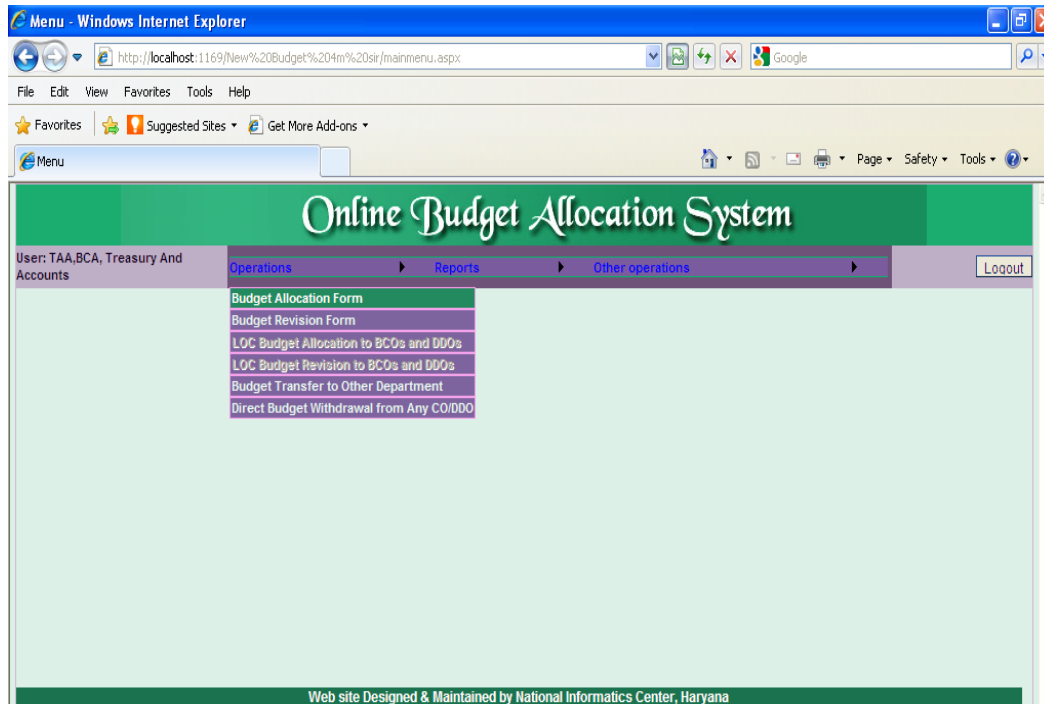 Menu - Windows Internet Explorer
http://localhost:1169/New%20Budget%204m%20sir/mainmenu.aspx
Google
File Edit View Favorites Tools Help
Favorites Suggested Sites Get More Add-ons
Menu
Page Safety Tools
Online Budget Allocation System
User: TAA,BCA, Treasury And
Accounts
Operations Reports Other operations
Logout
Budget Allocation Form
Budget Revision Form
LOC Budget Allocation to BCOs and DDOs
LOC Budget Revision to BCOs and DDOs
Budget Transfer to Other Department
Direct Budget Withdrawal from Any CO/DDO
Web site Designed & Maintained by National Informatics Center, Haryana